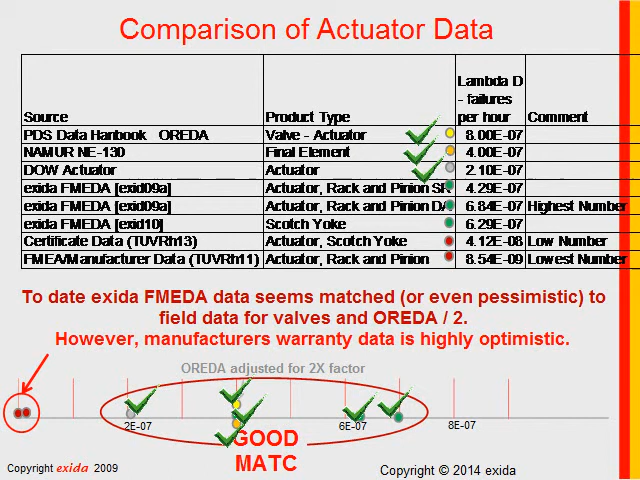 Comparison of Actuator Data
Lambda D
- failures
Source Product Type per hour Comment
PDS Data Hanbook OREDA Valve - Actuator 8.00E-07
NAMUR NE-130 Final Element 4.00E-07
DOW Actuator Actuator 2.10E-07
exida FMEDA [exid09a] Actuator, Rack and Pinion SR 4.29E-07
exida FMEDA [exid09a] Actuator, Rack and Pinion DA 6.84E-07 Highest Number
exida FMEDA [exid10] Scotch Yoke 6.29E-07
Certificate Data (TUVRh13) Actuator, Scotch Yoke 4.12E-08 Low Number
FMEA/Manufacturer Data (TUVRh11) Actuator, Rack and Pinion 8.54E-09 Lowest Number
To date exida FMEDA data seems matched (or even pessimistic) to
field data for valves and OREDA / 2.
However, manufacturers warranty data is highly optimistic.
OREDA adjusted for 2X factor
2E-07 6E-07 8E-07
GOOD
MATC
Copyright exida 2009
Copyright © 2014 exida